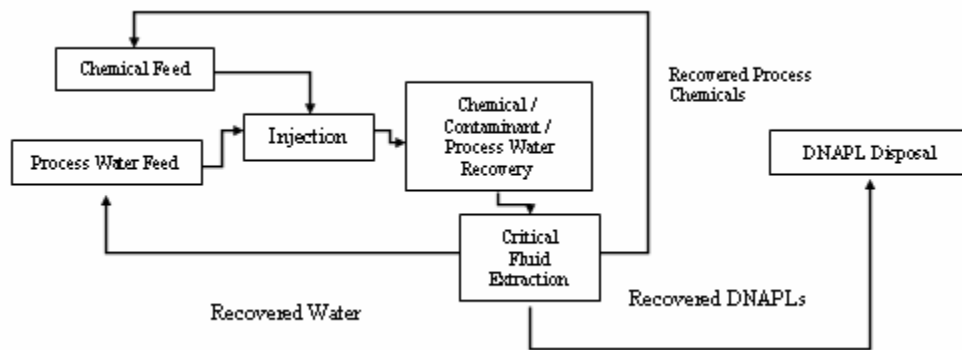 Chemical Feed
Recovered Process
Chemicals
Chemical /
Contaminant /
Process Water
Recovery
Injection
DNAPL Disposal
Process Water Feed
Critical
Fluid
Extraction
Recovered DNAPLs
Recovered Water